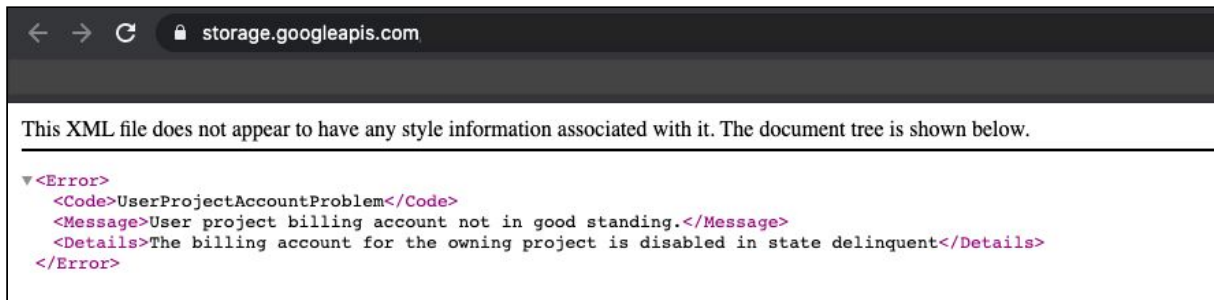 storage.googleapis.com
This XML file does not appear to have any style information associated with it. The document tree is shown below.
▼<Error>
<Code>UserProjectAccountProblem</Code>
<Message>User project billing account not in good standing.</Message>
<Details>The billing account for the owning project is disabled in state delinquent</Details>
</Error>